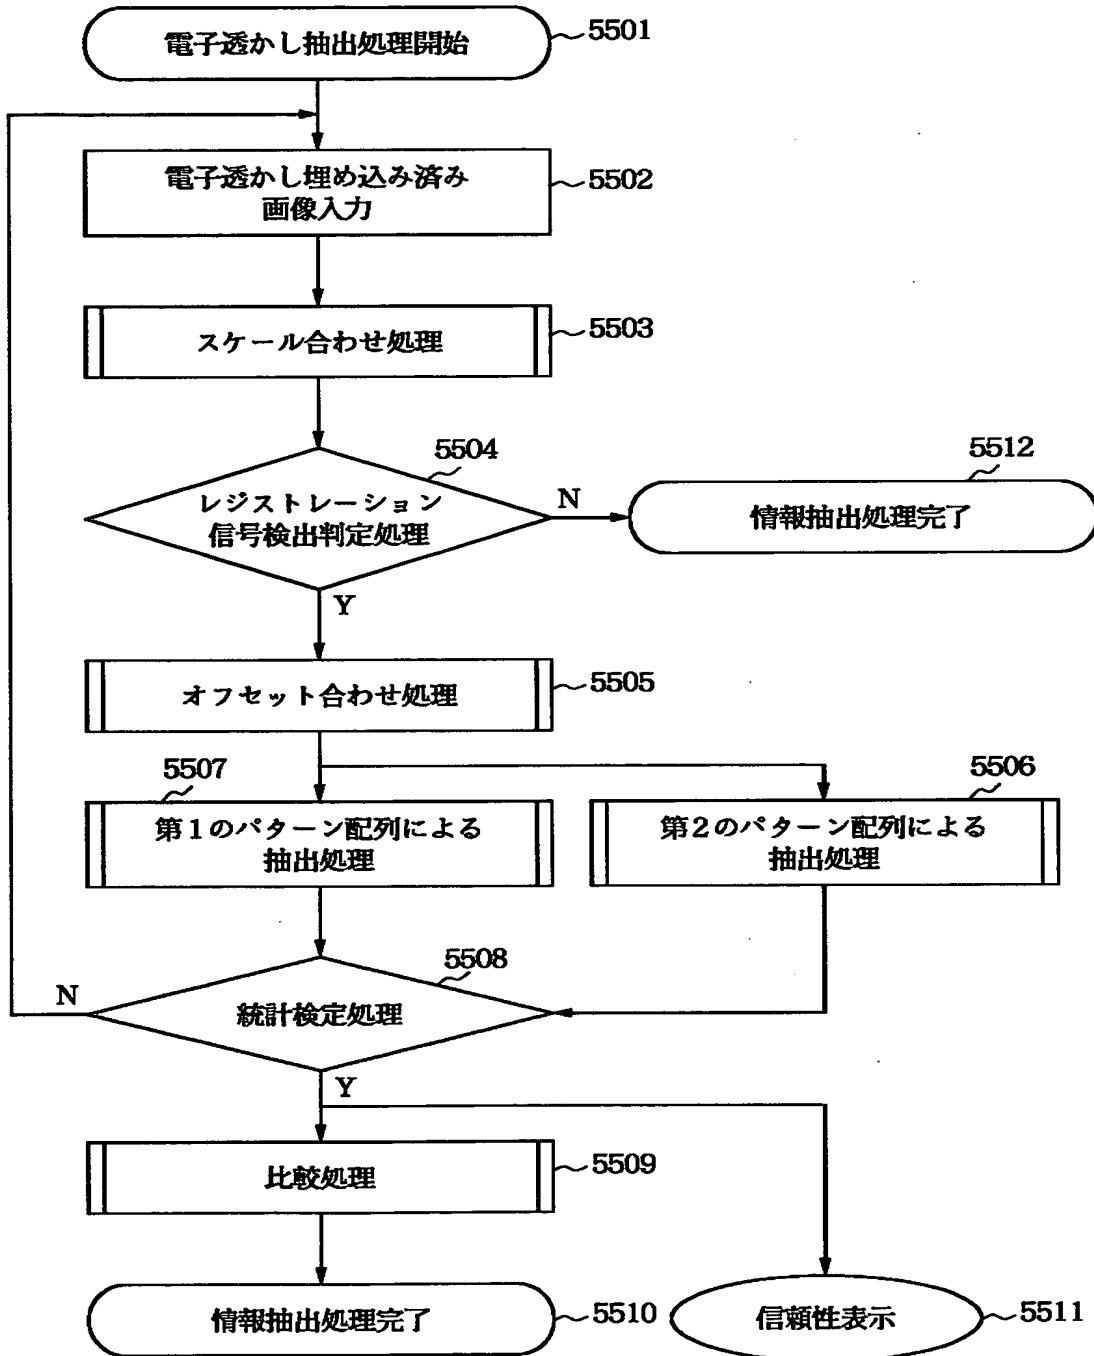 電子透かし抽出処理開始
5501
電子透かし埋め込み済み
画像入力
5502
スケール合わせ処理
5503
5504
レジストレーション
信号検出判定処理
N
5512
情報抽出処理完了
Y
オフセット合わせ処理
5505
5507
第1のパターン配列による
抽出処理
5506
第2のパターン配列による
抽出処理
5508
統計検定処理
N
Y
比較処理
5509
情報抽出処理完了
5510
信頼性表示
5511